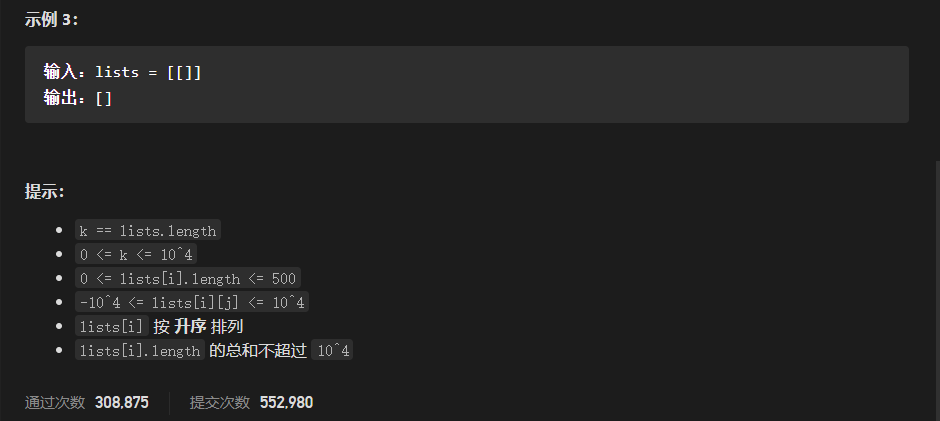 示例 3：
输入：lists = [[]]
输出：[]
提示：
k == lists.length
0 <= k <= 10^4
0 <= lists[i].length <= 500
-10^4 <= lists[i][j] <= 10^4
lists[i] 按 升序 排列
lists[i].length 的总和不超过 10^4
通过次数 308,875 提交次数 552,980